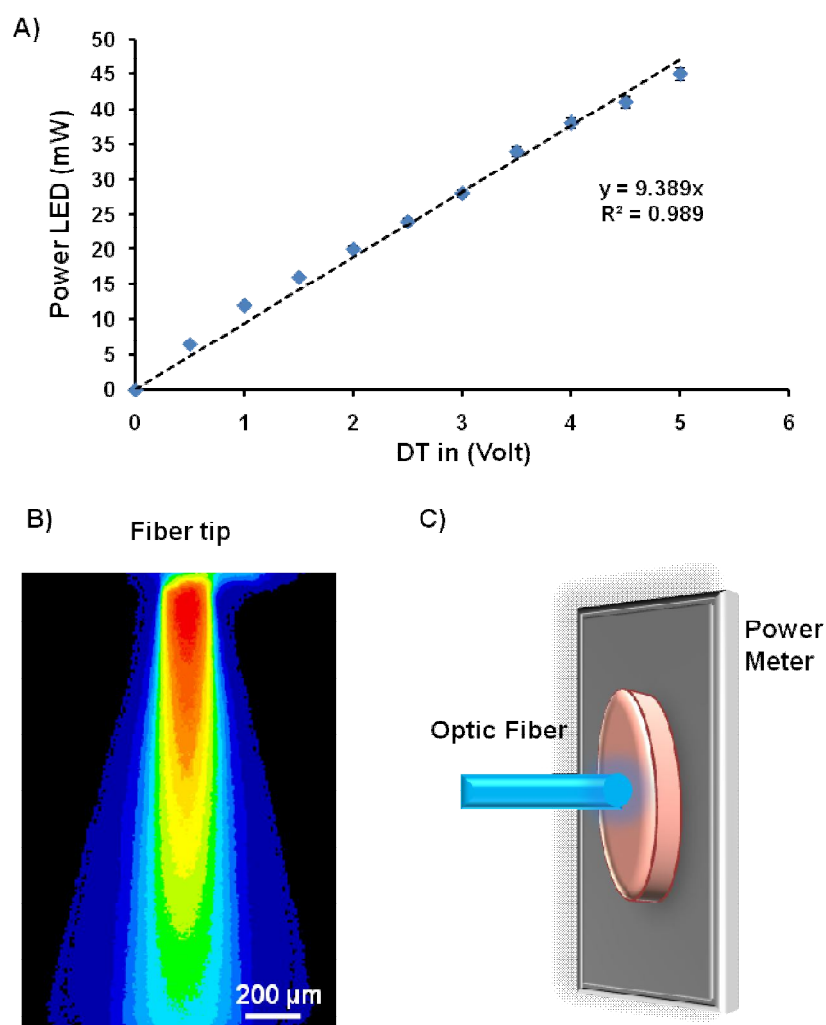 A)
Power LED (mW)
50
45
40
35
30
25
20
15
10
5
0
y = 9.389x
R² = 0.989
0 1 2 3 4 5 6
DT in (Volt)
B)
Fiber tip
200 µm
C)
Power
Meter
Optic Fiber